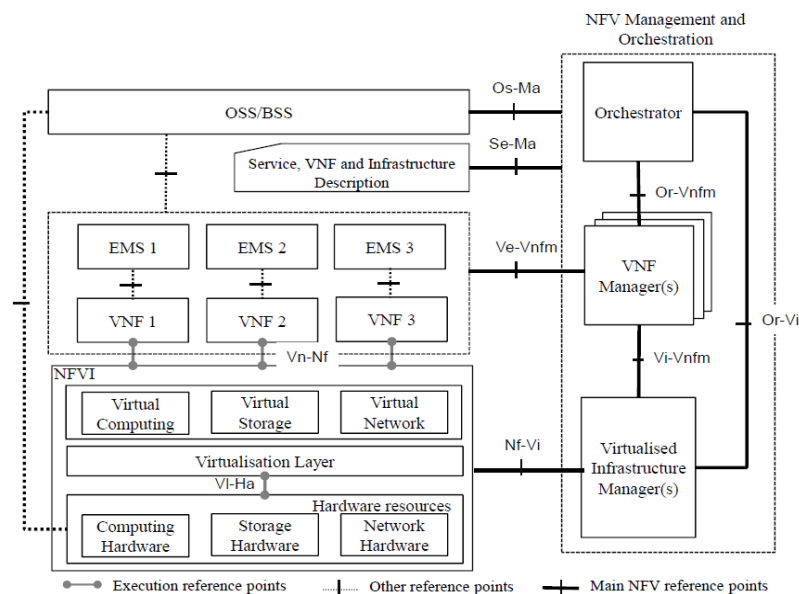 NFV Management and
Orchestration
Os-Ma
OSS/BSS
Orchestrator
Se-Ma
Service, VNF and Infrastructure
Description
Or-Vnfm
EMS 1
EMS 2
EMS 3
Ve-Vnfm
VNF
Manager(s)
VNF 1
VNF 2
VNF 3
Or-Vi
Vn-Nf
Vi-Vnfm
NFVI
Virtual
Computing
Virtual
Storage
Virtual
Network
Nf-Vi
Virtualised
Infrastructure
Manager(s)
Virtualisation Layer
Vl-Ha
Hardware resources
Computing
Hardware
Storage
Hardware
Network
Hardware
Execution reference points
Other reference points
Main NFV reference points